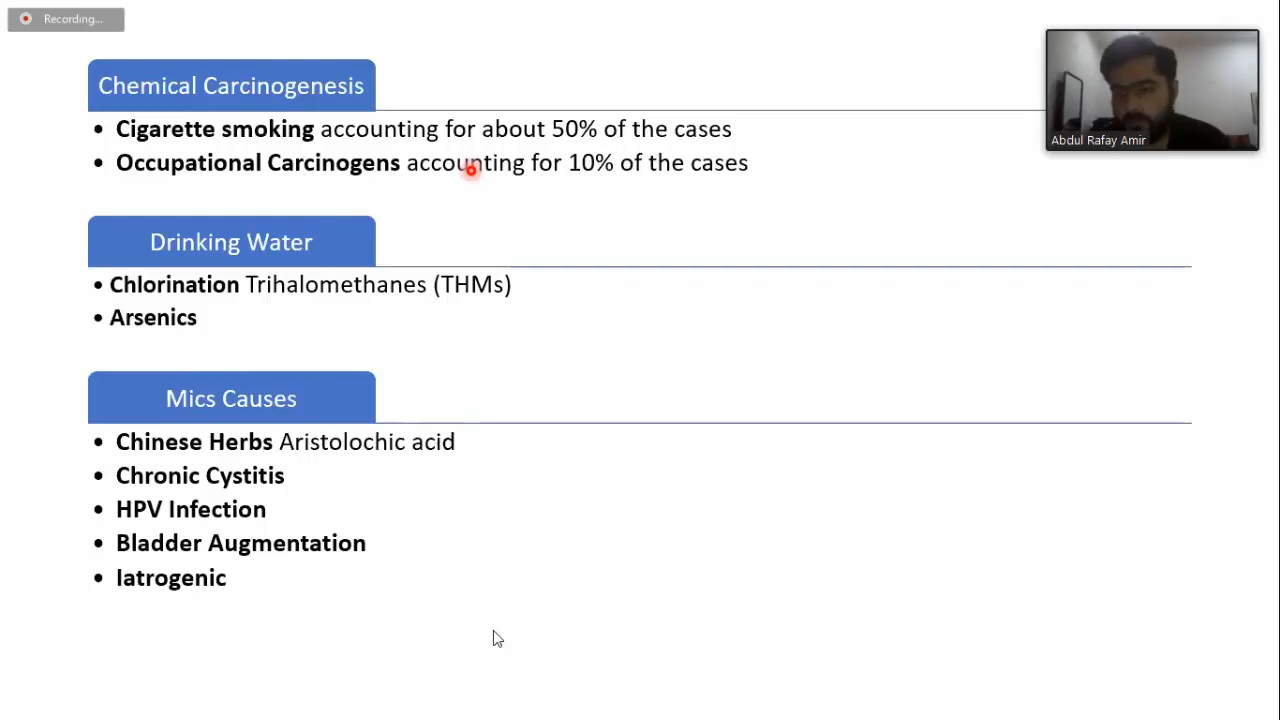 Recording...
Chemical Carcinogenesis
• Cigarette smoking accounting for about 50% of the cases
• Occupational Carcinogens accounting for 10% of the cases
Abdul Rafay Amir
Drinking Water
• Chlorination Trihalomethanes (THMs)
• Arsenics
Mics Causes
• Chinese Herbs Aristolochic acid
• Chronic Cystitis
• HPV Infection
• Bladder Augmentation
• Iatrogenic